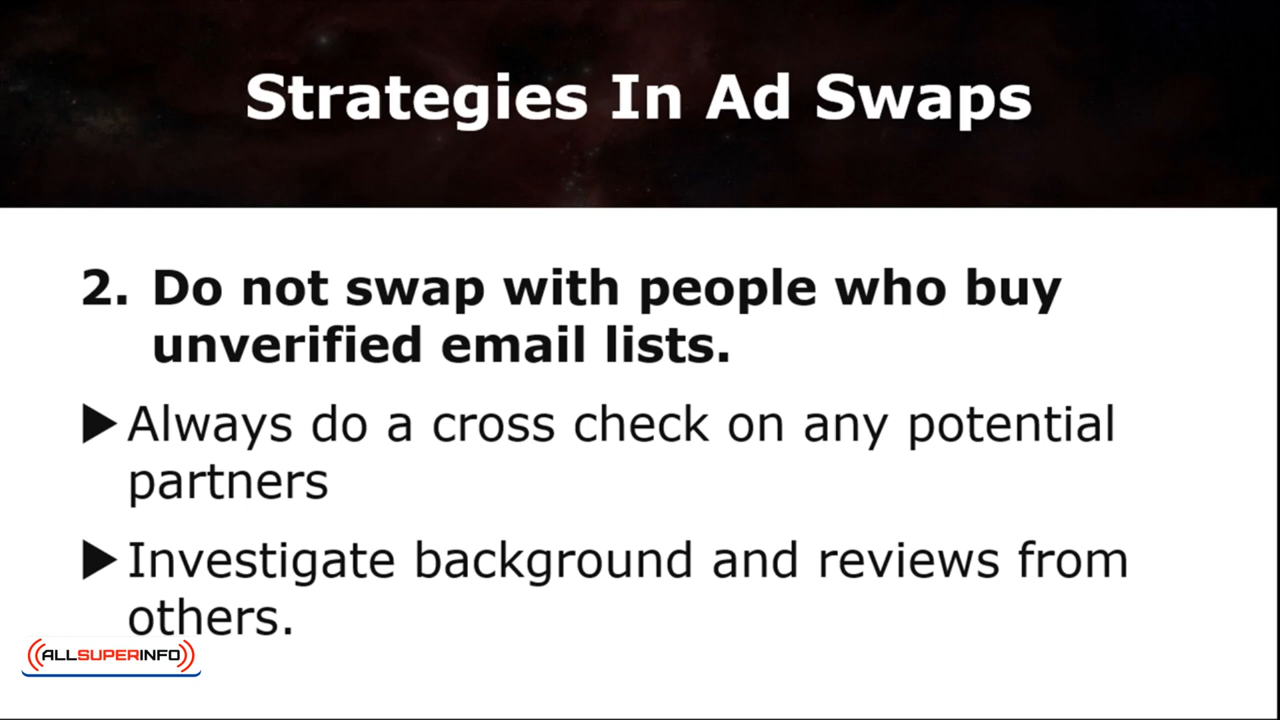 Strategies In Ad Swaps
2. Do not swap with people who buy
unverified email lists.
▶Always do a cross check on any potential
partners
▶Investigate background and reviews from
others.
ALLSUPERINFO